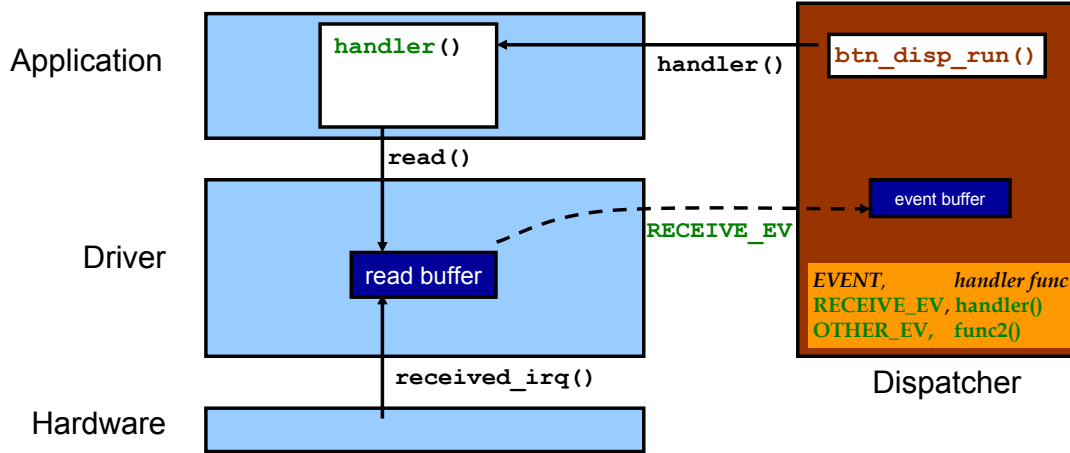 Application
handler()
handler()
btn_disp_run()
read()
event buffer
RECEIVE_EV
Driver
read buffer
EVENT, handler func
RECEIVE_EV, handler()
OTHER_EV, func2()
received_irq()
Dispatcher
Hardware